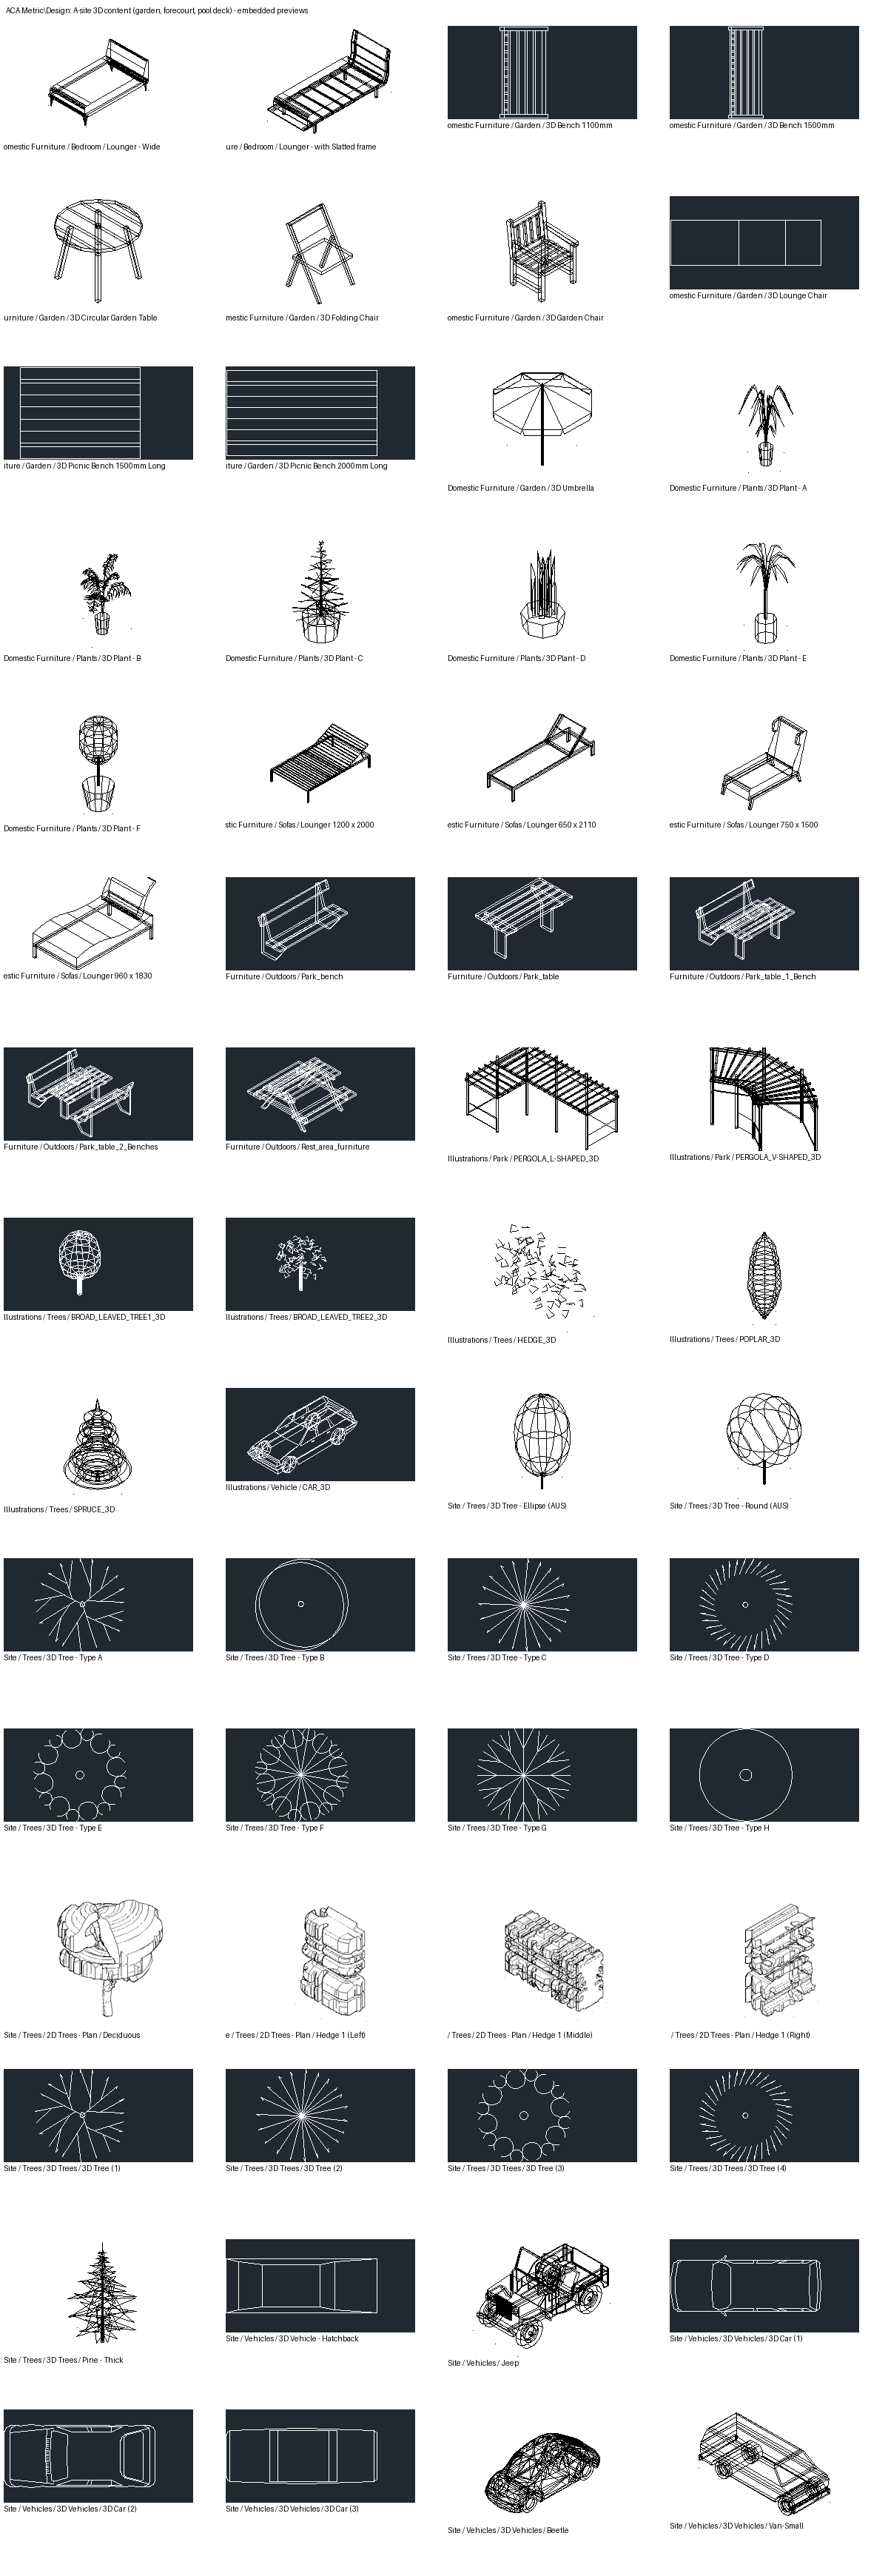 ACA Metric\Design: A-site 3D content (garden, forecourt, pool deck) - embedded previews
omestic Furniture / Bedroom / Lounger - Wide
ure / Bedroom / Lounger - with Slatted frame
omestic Furniture / Garden / 3D Bench 1100mm
omestic Furniture / Garden / 3D Bench 1500mm
urniture / Garden / 3D Circular Garden Table
mestic Furniture / Garden / 3D Folding Chair
omestic Furniture / Garden / 3D Garden Chair
omestic Furniture / Garden / 3D Lounge Chair
iture / Garden / 3D Picnic Bench 1500mm Long
iture / Garden / 3D Picnic Bench 2000mm Long
Domestic Furniture / Garden / 3D Umbrella
Domestic Furniture / Plants / 3D Plant - A
Domestic Furniture / Plants / 3D Plant - B
Domestic Furniture / Plants / 3D Plant - C
Domestic Furniture / Plants / 3D Plant - D
Domestic Furniture / Plants / 3D Plant - E
Domestic Furniture / Plants / 3D Plant - F
stic Furniture / Sofas / Lounger 1200 x 2000
estic Furniture / Sofas / Lounger 650 x 2110
estic Furniture / Sofas / Lounger 750 x 1500
estic Furniture / Sofas / Lounger 960 x 1830
Furniture / Outdoors / Park_bench
Furniture / Outdoors / Park_table
Furniture / Outdoors / Park_table_1_Bench
Furniture / Outdoors / Park_table_2_Benches
Furniture / Outdoors / Rest_area_furniture
Illustrations / Park / PERGOLA_L-SHAPED_3D
Illustrations / Park / PERGOLA_V-SHAPED_3D
llustrations / Trees / BROAD_LEAVED_TREE1_3D
llustrations / Trees / BROAD_LEAVED_TREE2_3D
Illustrations / Trees / HEDGE_3D
Illustrations / Trees / POPLAR_3D
Illustrations / Trees / SPRUCE_3D
Illustrations / Vehicle / CAR_3D
Site / Trees / 3D Tree - Ellipse (AUS)
Site / Trees / 3D Tree - Round (AUS)
Site / Trees / 3D Tree - Type A
Site / Trees / 3D Tree - Type B
Site / Trees / 3D Tree - Type C
Site / Trees / 3D Tree - Type D
Site / Trees / 3D Tree - Type E
Site / Trees / 3D Tree - Type F
Site / Trees / 3D Tree - Type G
Site / Trees / 3D Tree - Type H
Site / Trees / 2D Trees - Plan / Deciduous
e / Trees / 2D Trees - Plan / Hedge 1 (Left)
/ Trees / 2D Trees - Plan / Hedge 1 (Middle)
/ Trees / 2D Trees - Plan / Hedge 1 (Right)
Site / Trees / 3D Trees / 3D Tree (1)
Site / Trees / 3D Trees / 3D Tree (2)
Site / Trees / 3D Trees / 3D Tree (3)
Site / Trees / 3D Trees / 3D Tree (4)
Site / Trees / 3D Trees / Pine - Thick
Site / Vehicles / 3D Vehicle - Hatchback
Site / Vehicles / Jeep
Site / Vehicles / 3D Vehicles / 3D Car (1)
Site / Vehicles / 3D Vehicles / 3D Car (2)
Site / Vehicles / 3D Vehicles / 3D Car (3)
Site / Vehicles / 3D Vehicles / Beetle
Site / Vehicles / 3D Vehicles / Van-Small